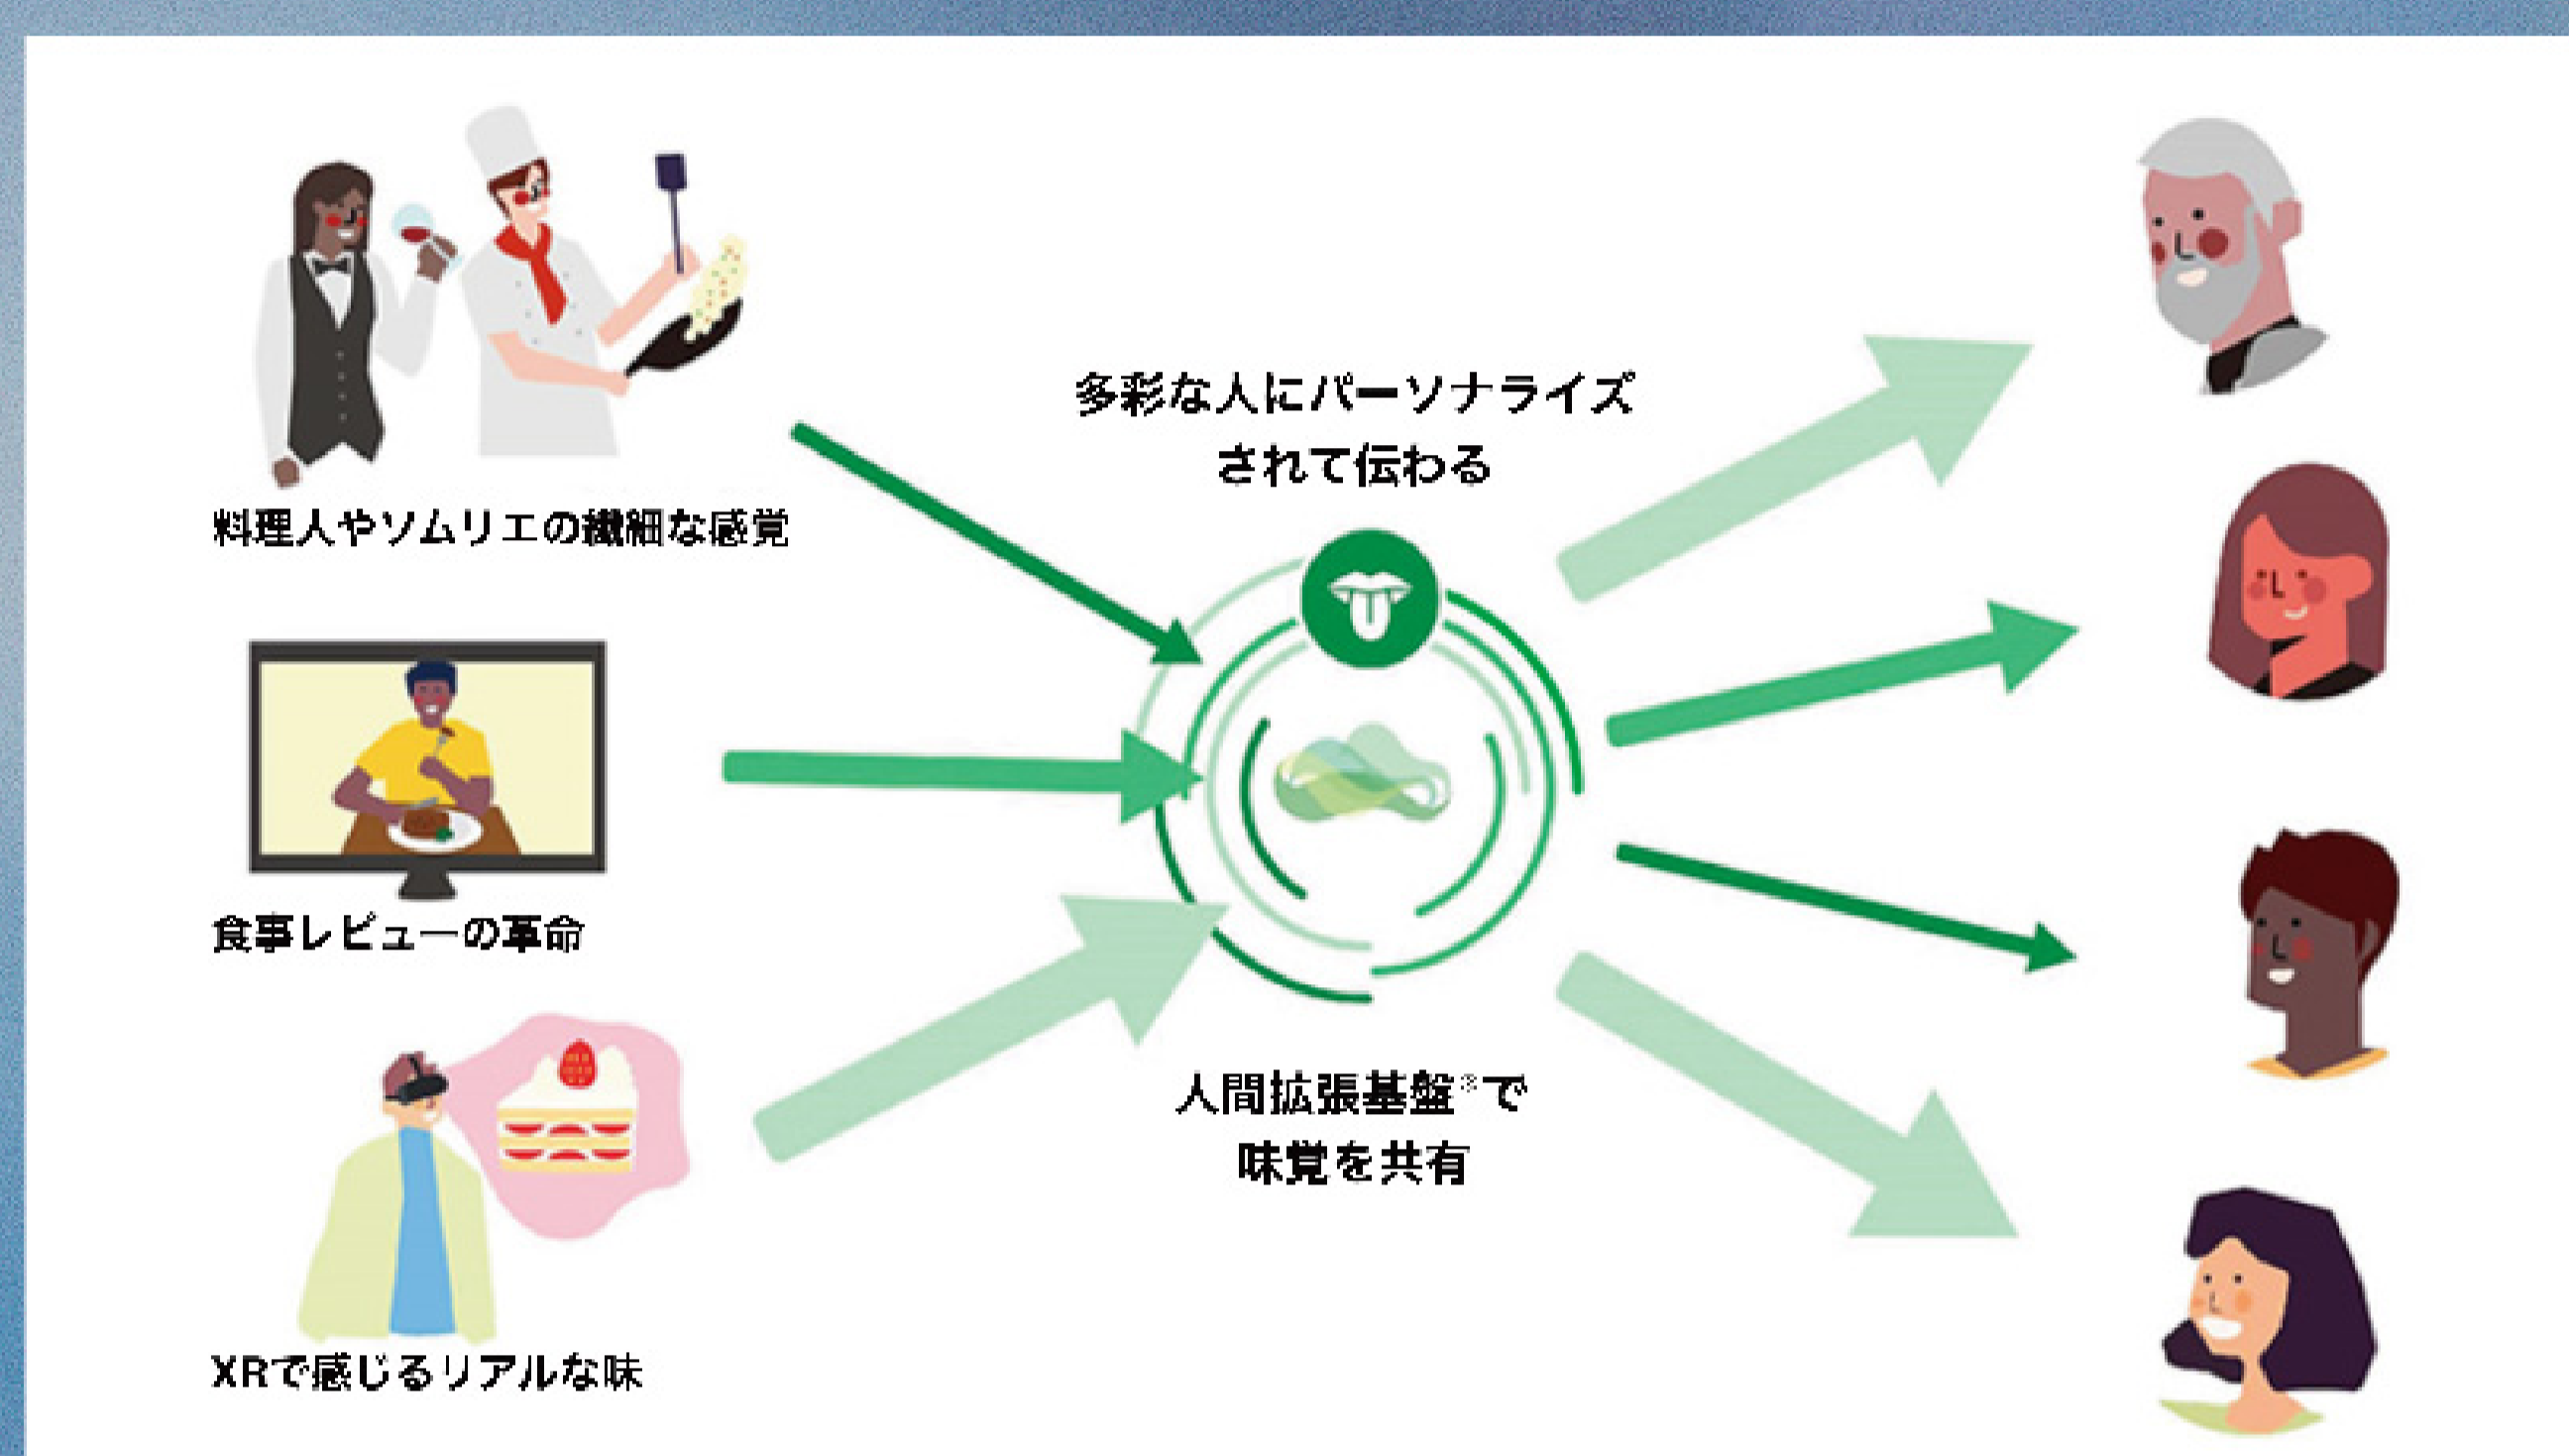 多彩な人にパーソナライズ
されて伝わる
料理人やソムリエの繊細な感覚
食事レビューの革命
人間拡張基盤※で
味覚を共有
XRで感じるリアルな味